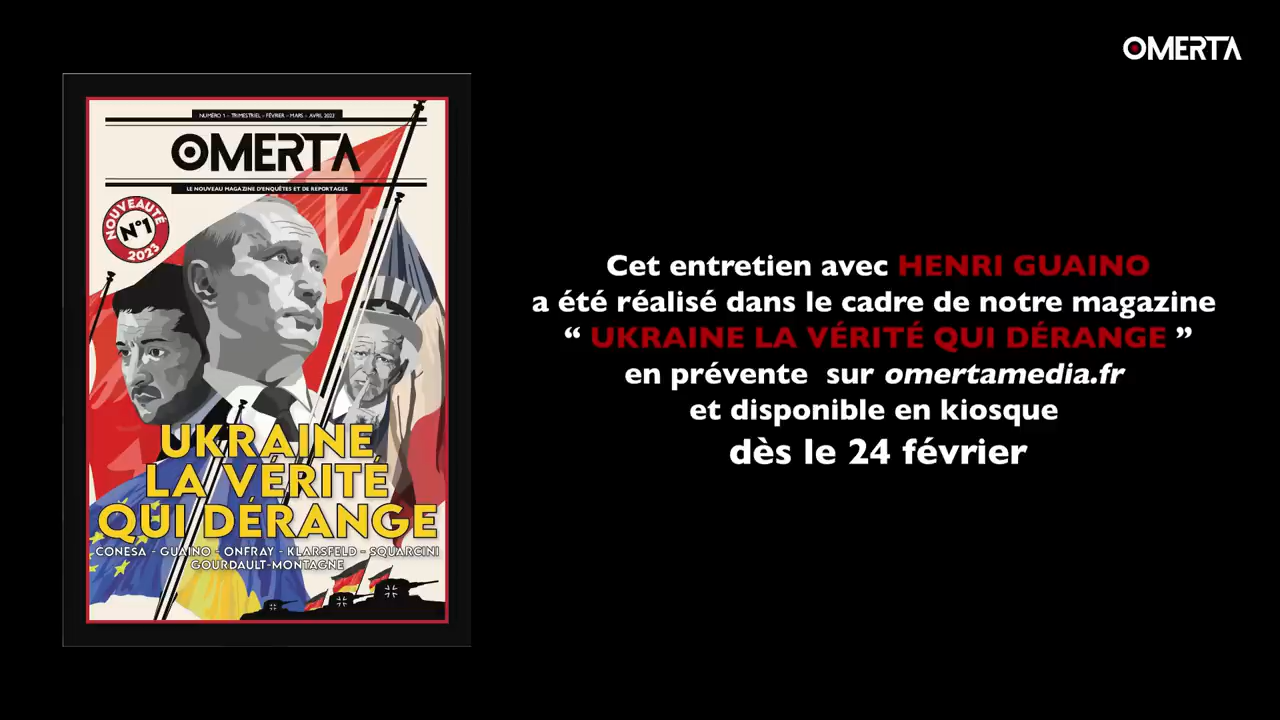 OMERTA
NUMÉRO 1 - TRIMESTRIEL - FÉVRIER - MARS - AVRIL 2023
OMERTA
LE NOUVEAU MAGAZINE D'ENQUÊTES ET DE REPORTAGES
NOUVEAUTÉ
N°1
2023
UKRAINE
LA VÉRITÉ
QUI DÉRANGE
CONESA - GUAINO - ONFRAY - KLARSFELD - SQUARCINI
GOURDAULT-MONTAGNE
Cet entretien avec HENRI GUAINO
a été réalisé dans le cadre de notre magazine
“ UKRAINE LA VÉRITÉ QUI DÉRANGE ”
en prévente sur omertamedia.fr
et disponible en kiosque
dès le 24 février